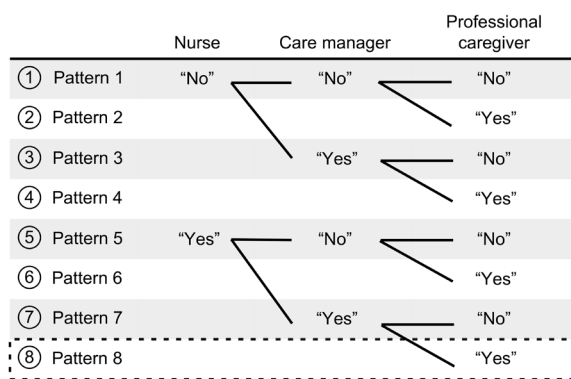 Professional
Nurse Care manager caregiver
① Pattern 1 “No” “No” “No”
② Pattern 2 “Yes”
③ Pattern 3 “Yes” “No”
④ Pattern 4 “Yes”
⑤ Pattern 5 “Yes” “No” “No”
⑥ Pattern 6 “Yes”
⑦ Pattern 7 “Yes” “No”
⑧ Pattern 8 “Yes”